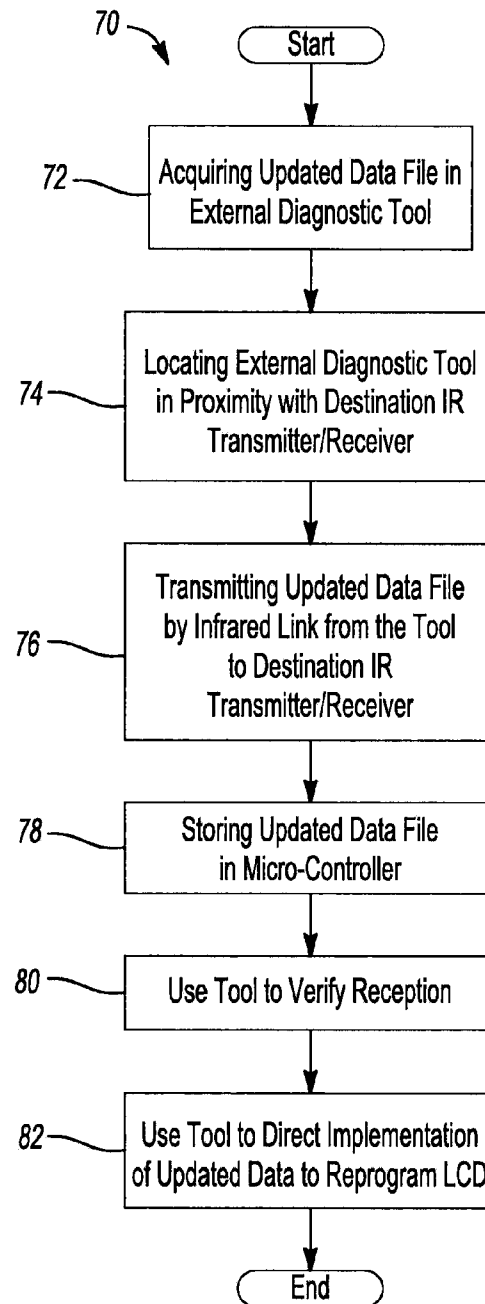 70
Start
72
Acquiring Updated Data File in
External Diagnostic Tool
74
Locating External Diagnostic Tool
in Proximity with Destination IR
Transmitter/Receiver
76
Transmitting Updated Data File
by Infrared Link from the Tool
to Destination IR
Transmitter/Receiver
78
Storing Updated Data File
in Micro-Controller
80
Use Tool to Verify Reception
82
Use Tool to Direct Implementation
of Updated Data to Reprogram LCD
End